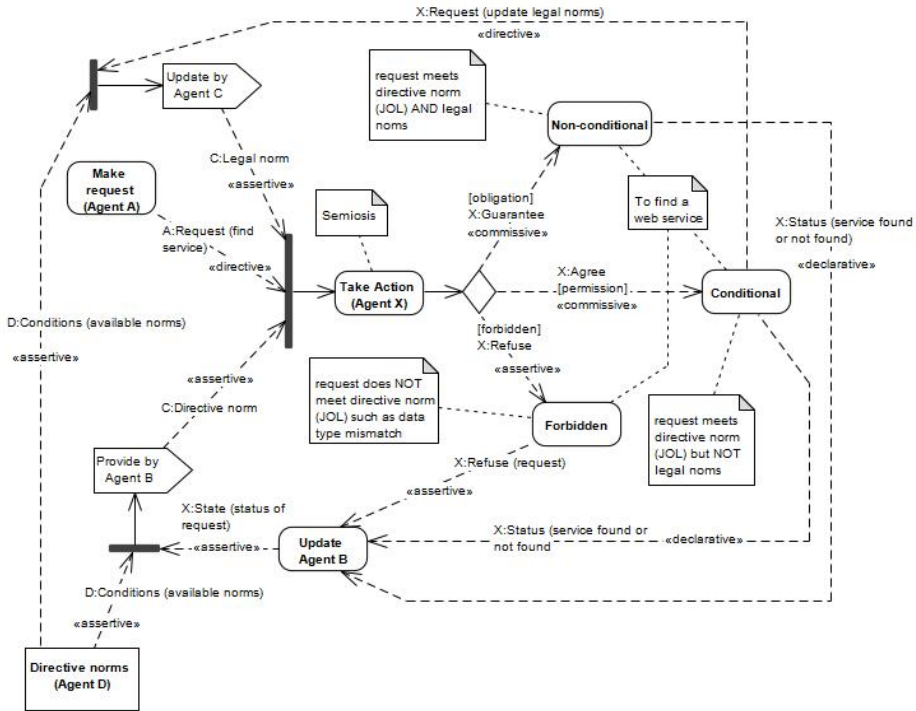 X:Request (update legal norms)
«directive»
Update by
Agent C
request meets
directive norm
(JOL) AND legal
noms
Non-conditional
C:Legal norm
«assertive»
Make
request
(Agent A)
A:Request (find
service)
«directive»
Semiosis
[obligation]
X:Guarantee
«commissive»
To find a
web service
X:Status (service found
or not found)
«declarative»
Take Action
(Agent X)
X:Agree
[permission]
«commissive»
Conditional
D:Conditions (available norms)
«assertive»
[forbidden]
X:Refuse
«assertive»
«assertive»
C:Directive norm
request does NOT
meet directive norm
(JOL) such as data
type mismatch
Forbidden
request meets
directive norm
(JOL) but NOT
legal noms
Provide by
Agent B
X:Refuse (request)
«assertive»
X:State (status of
request)
«assertive»
Update
Agent B
X:Status (service found or
not found
«declarative»
D:Conditions (available norms)
«assertive»
Directive norms
(Agent D)